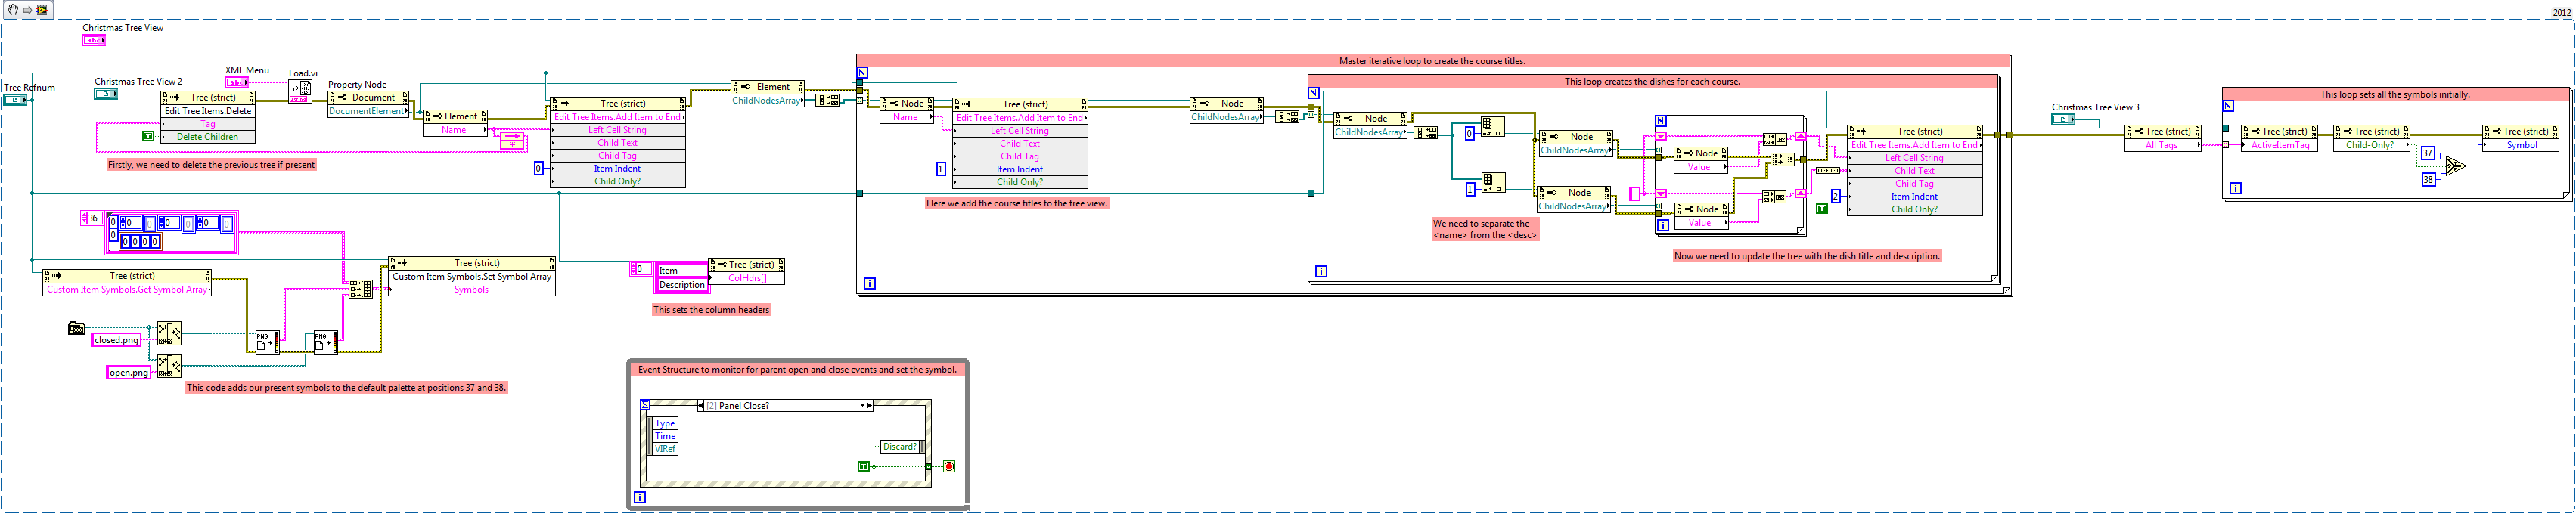 2012
Christmas Tree View
abc
Tree Refnum
Christmas Tree View 2
Tree (strict)
Edit Tree Items.Delete
Tag
Delete Children
T
XML Menu
abc
Load.vi
Property Node
Document
DocumentElement
Element
Name
Firstly, we need to delete the previous tree if present
Tree (strict)
Edit Tree Items.Add Item to End
Left Cell String
Child Text
Child Tag
Item Indent
Child Only?
0
Element
ChildNodesArray
Master iterative loop to create the course titles.
N
Node
Name
Tree (strict)
Edit Tree Items.Add Item to End
Left Cell String
Child Text
Child Tag
Item Indent
Child Only?
1
Here we add the course titles to the tree view.
Node
ChildNodesArray
i
This loop creates the dishes for each course.
N
Node
ChildNodesArray
0
1
We need to separate the
<name> from the <desc>
Node
ChildNodesArray
Node
ChildNodesArray
N
Node
Value
Node
Value
i
Tree (strict)
Edit Tree Items.Add Item to End
Left Cell String
Child Text
Child Tag
Item Indent
Child Only?
2
T
Now we need to update the tree with the dish title and description.
i
Christmas Tree View 3
Tree (strict)
All Tags
This loop sets all the symbols initially.
N
Tree (strict)
ActiveItemTag
Tree (strict)
Child-Only?
37
38
Tree (strict)
Symbol
i
36
0
0
0
0
0
0 0 0 0
Tree (strict)
Custom Item Symbols.Get Symbol Array
Tree (strict)
Custom Item Symbols.Set Symbol Array
Symbols
closed.png
open.png
PNG
PNG
This code adds our present symbols to the default palette at positions 37 and 38.
0
Item
Description
Tree (strict)
ColHdrs[]
This sets the column headers
Event Structure to monitor for parent open and close events and set the symbol.
[2] Panel Close?
Type
Time
VIRef
Discard?
T
i